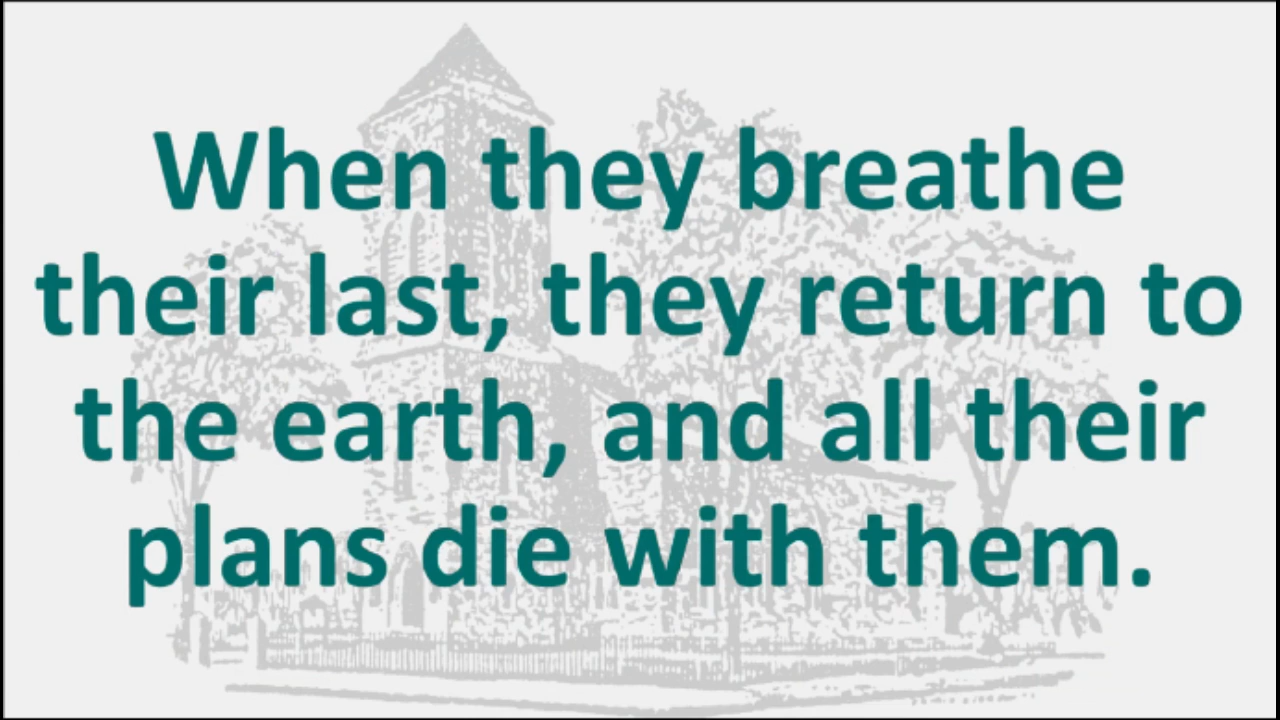 When they breathe
their last, they return to
the earth, and all their
plans die with them.